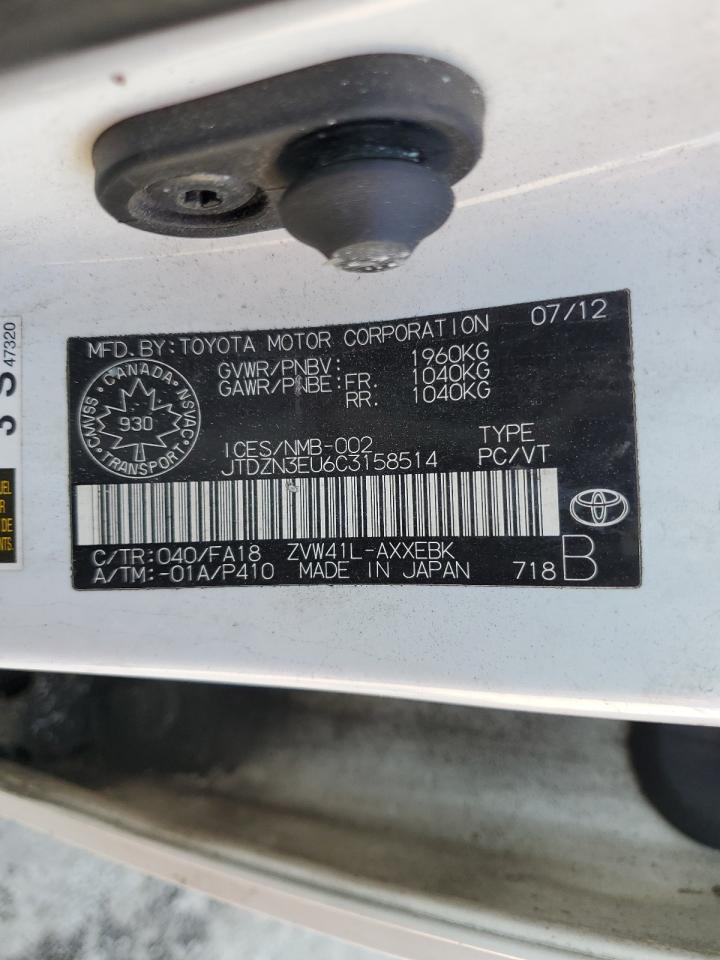 MFD. BY: TOYOTA MOTOR CORPORATION 07/12
GVWR/PNBV: 1960KG
GAWR/PNBE: FR. 1040KG
RR. 1040KG
CANADA
CMVSS NSVAC
930
TRANSPORT
ICES/NMB-002 TYPE
JTDZN3EU6C3158514 PC/VT
C/TR: 040/FA18 ZVW41L-AXXEBK
A/TM: -01A/P410 MADE IN JAPAN 718 B
47320
DE